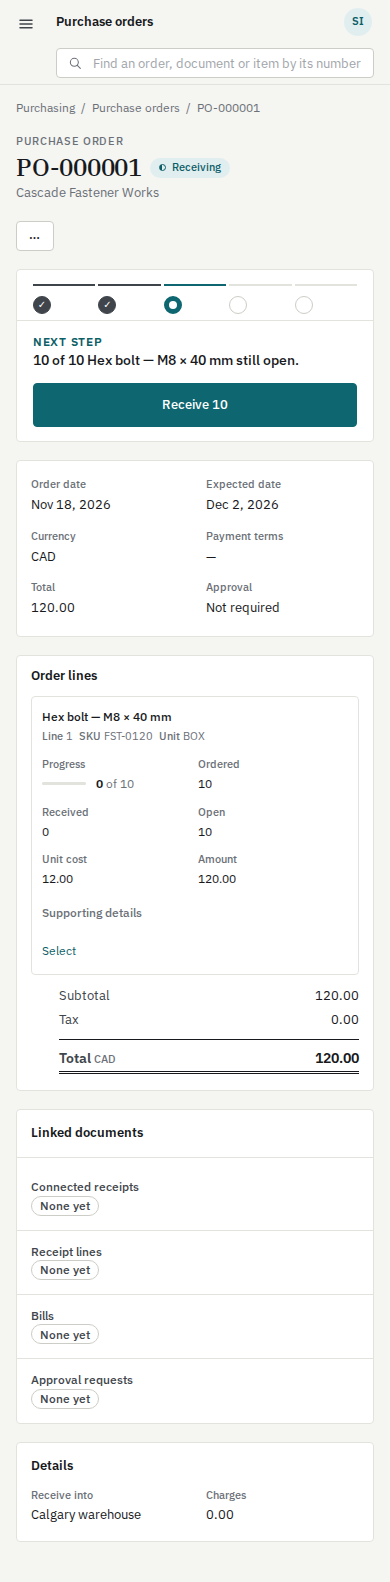 Purchase orders
SI
Find an order, document or item by its number
Purchasing / Purchase orders / PO-000001
PURCHASE ORDER
PO-000001 Receiving
Cascade Fastener Works
...
NEXT STEP
10 of 10 Hex bolt — M8 × 40 mm still open.
Receive 10
Order date Expected date
Nov 18, 2026 Dec 2, 2026
Currency Payment terms
CAD —
Total Approval
120.00 Not required
Order lines
Hex bolt — M8 × 40 mm
Line 1 SKU FST-0120 Unit BOX
Progress Ordered
0 of 10 10
Received Open
0 10
Unit cost Amount
12.00 120.00
Supporting details
Select
Subtotal 120.00
Tax 0.00
Total CAD 120.00
Linked documents
Connected receipts
None yet
Receipt lines
None yet
Bills
None yet
Approval requests
None yet
Details
Receive into Charges
Calgary warehouse 0.00